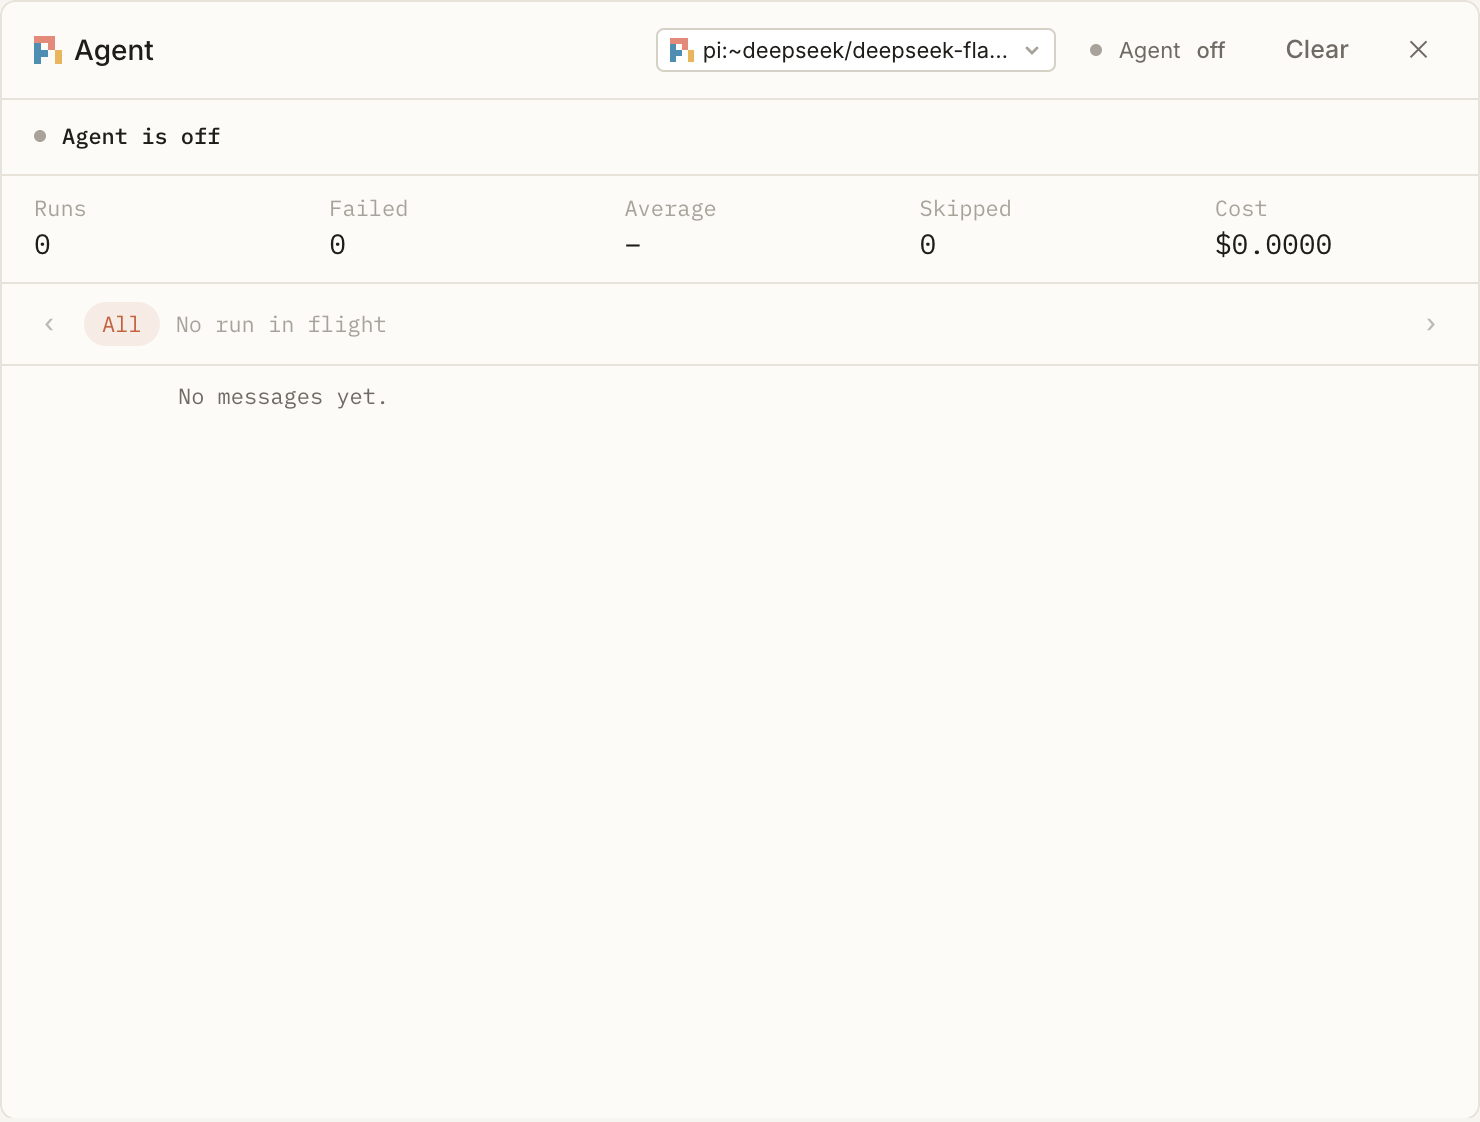 Agent
pi:~deepseek/deepseek-fla...
Agent off
Clear
Agent is off
Runs
0
Failed
0
Average
–
Skipped
0
Cost
$0.0000
All
No run in flight
No messages yet.